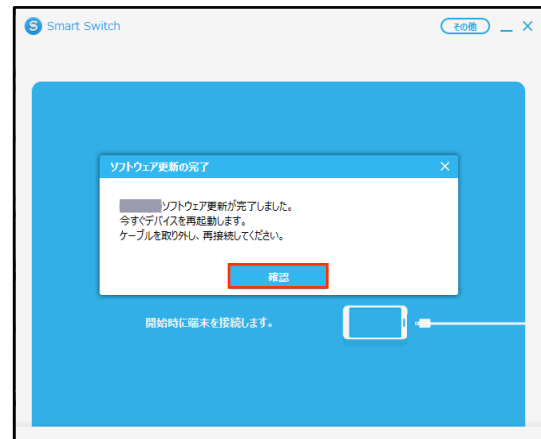 S Smart Switch
その他
ソフトウェア更新の完了
ソフトウェア更新が完了しました。
今すぐデバイスを再起動します。
ケーブルを取り外し、再接続してください。
確認
開始時に端末を接続します。